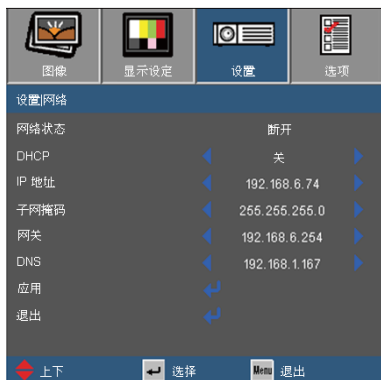 图像 显示设定 设置 选项
设置|网络
网络状态 断开
DHCP 关
IP 地址 192.168.6.74
子网掩码 255.255.255.0
网关 192.168.6.254
DNS 192.168.1.167
应用
退出
上下 选择 Menu 退出